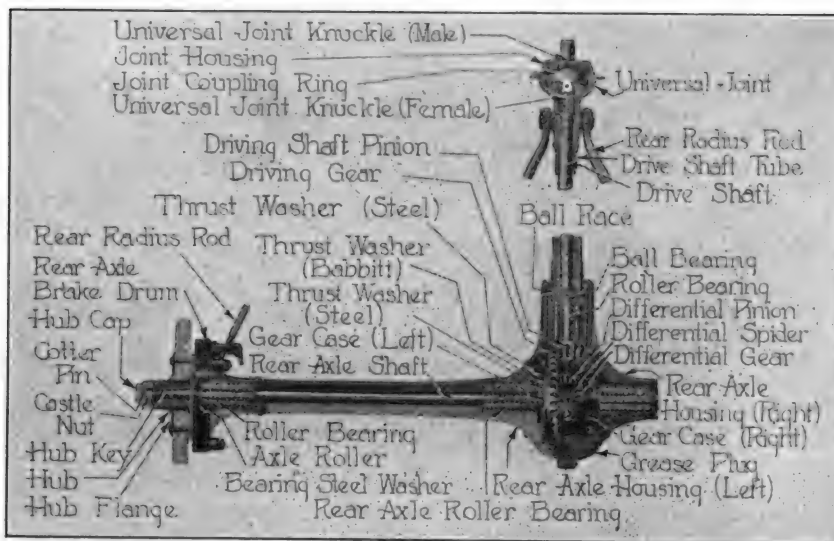 Universal Joint Knuckle (Male)
Joint Housing
Joint Coupling Ring
Universal Joint Knuckle (Female)
Universal Joint
Rear Radius Rod
Drive Shaft Tube
Drive Shaft
Driving Shaft Pinion
Driving Gear
Thrust Washer (Steel)
Ball Race
Rear Radius Rod
Rear Axle
Brake Drum
Hub Cap
Cotter
Pin
Castle
Nut
Hub Key
Hub
Hub Flange
Thrust Washer
(Babbitt)
Thrust Washer
(Steel)
Gear Case (Left)
Rear Axle Shaft
Ball Bearing
Roller Bearing
Differential Pinion
Differential Spider
Differential Gear
Rear Axle
Housing (Right)
Gear Case (Right)
Grease Plug
Roller Bearing
Axle Roller
Bearing Steel Washer
Rear Axle Housing (Left)
Rear Axle Roller Bearing